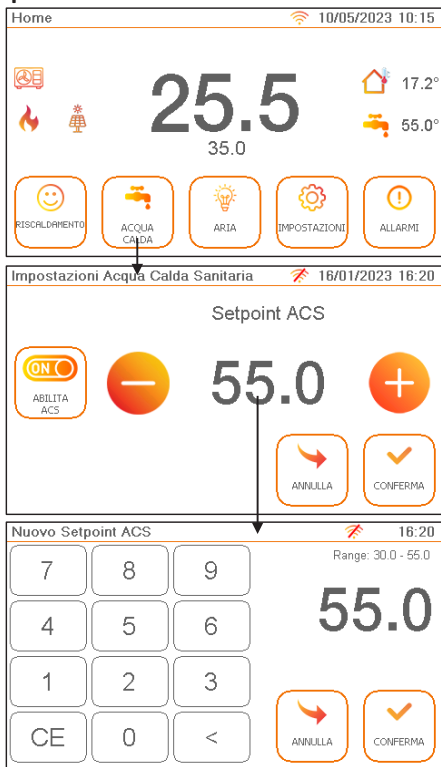 Home 10/05/2023 10:15
17.2°
25.5
55.0°
35.0
RISCALDAMENTO
ACQUA CALDA
ARIA
IMPOSTAZIONI
ALLARMI
Impostazioni Acqua Calda Sanitaria 16/01/2023 16:20
Setpoint ACS
ON
55.0
ABILITA
ACS
ANNULLA
CONFERMA
Nuovo Setpoint ACS 16:20
Range: 30.0 - 55.0
7 8 9
55.0
4 5 6
1 2 3
CE 0 <
ANNULLA
CONFERMA